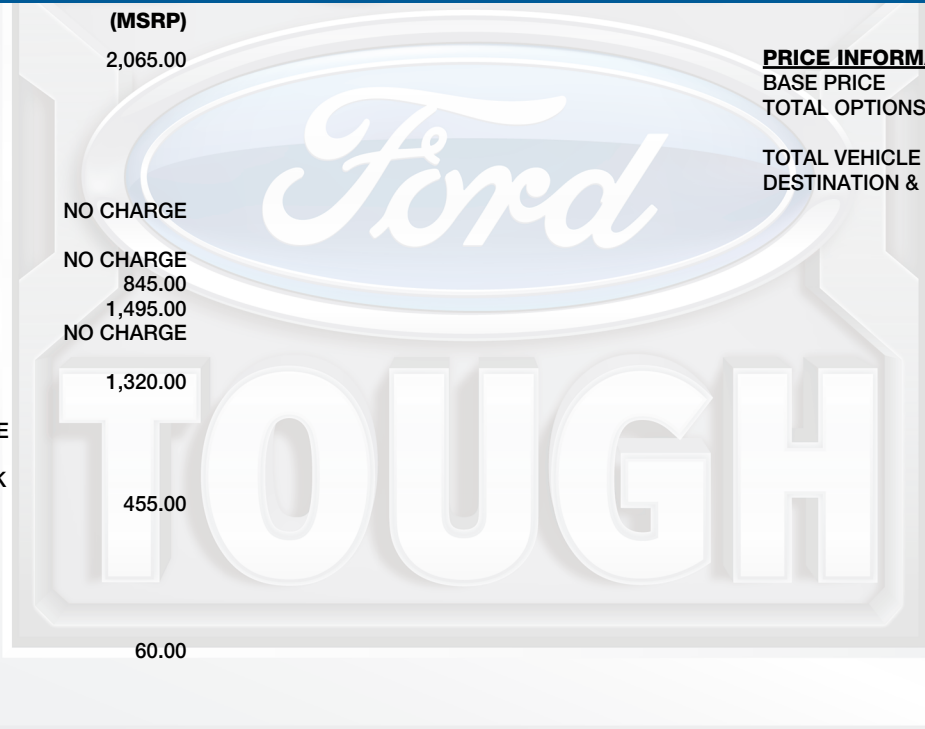 (MSRP)
2,065.00
NO CHARGE
NO CHARGE
845.00
1,495.00
NO CHARGE
1,320.00
E
K
455.00
60.00
PRICE INFORMA
BASE PRICE
TOTAL OPTIONS
TOTAL VEHICLE
DESTINATION &
Ford
TOUGH